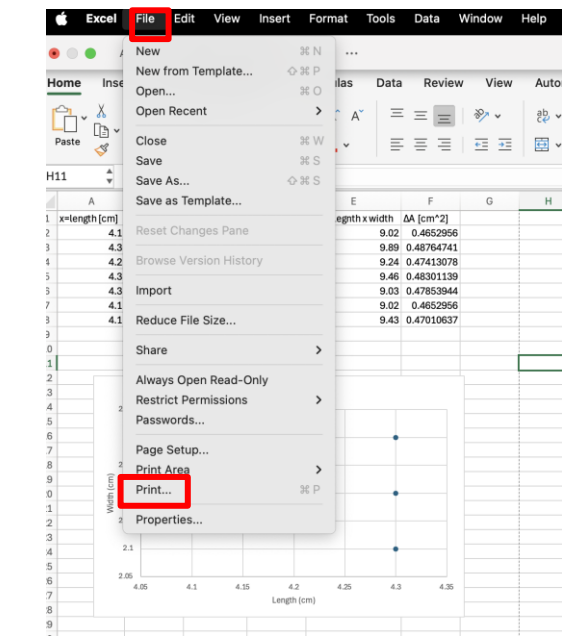 Excel File Edit View Insert Format Tools Data Window Help
New ⌘ N
New from Template... ⇧ ⌘ P
Open... ⌘ O
Open Recent >
Close ⌘ W
Save ⌘ S
Save As... ⇧ ⌘ S
Save as Template...
Reset Changes Pane
Browse Version History
Import
Reduce File Size...
Share >
Always Open Read-Only
Restrict Permissions >
Passwords...
Page Setup...
Print Area >
Print... ⌘ P
Properties...
Home Inse las Data Review View Auto
Paste
H11
A E F G H
x=length [cm] Legnth x width ΔA [cm^2]
4.1 9.02 0.4652956
4.3 9.89 0.48764741
4.2 9.24 0.47413078
4.3 9.46 0.48301139
4.3 9.03 0.47853944
4.1 9.02 0.4652956
4.1 9.43 0.47010637
Width (cm)
2.1
2.05
4.05 4.1 4.15 4.2 4.25 4.3 4.35
Length (cm)